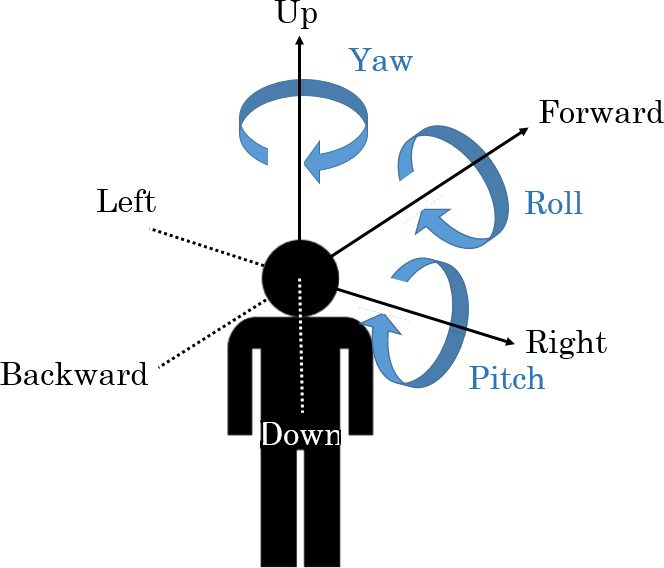 Up
Yaw
Forward
Left
Roll
Right
Backward
Pitch
Down